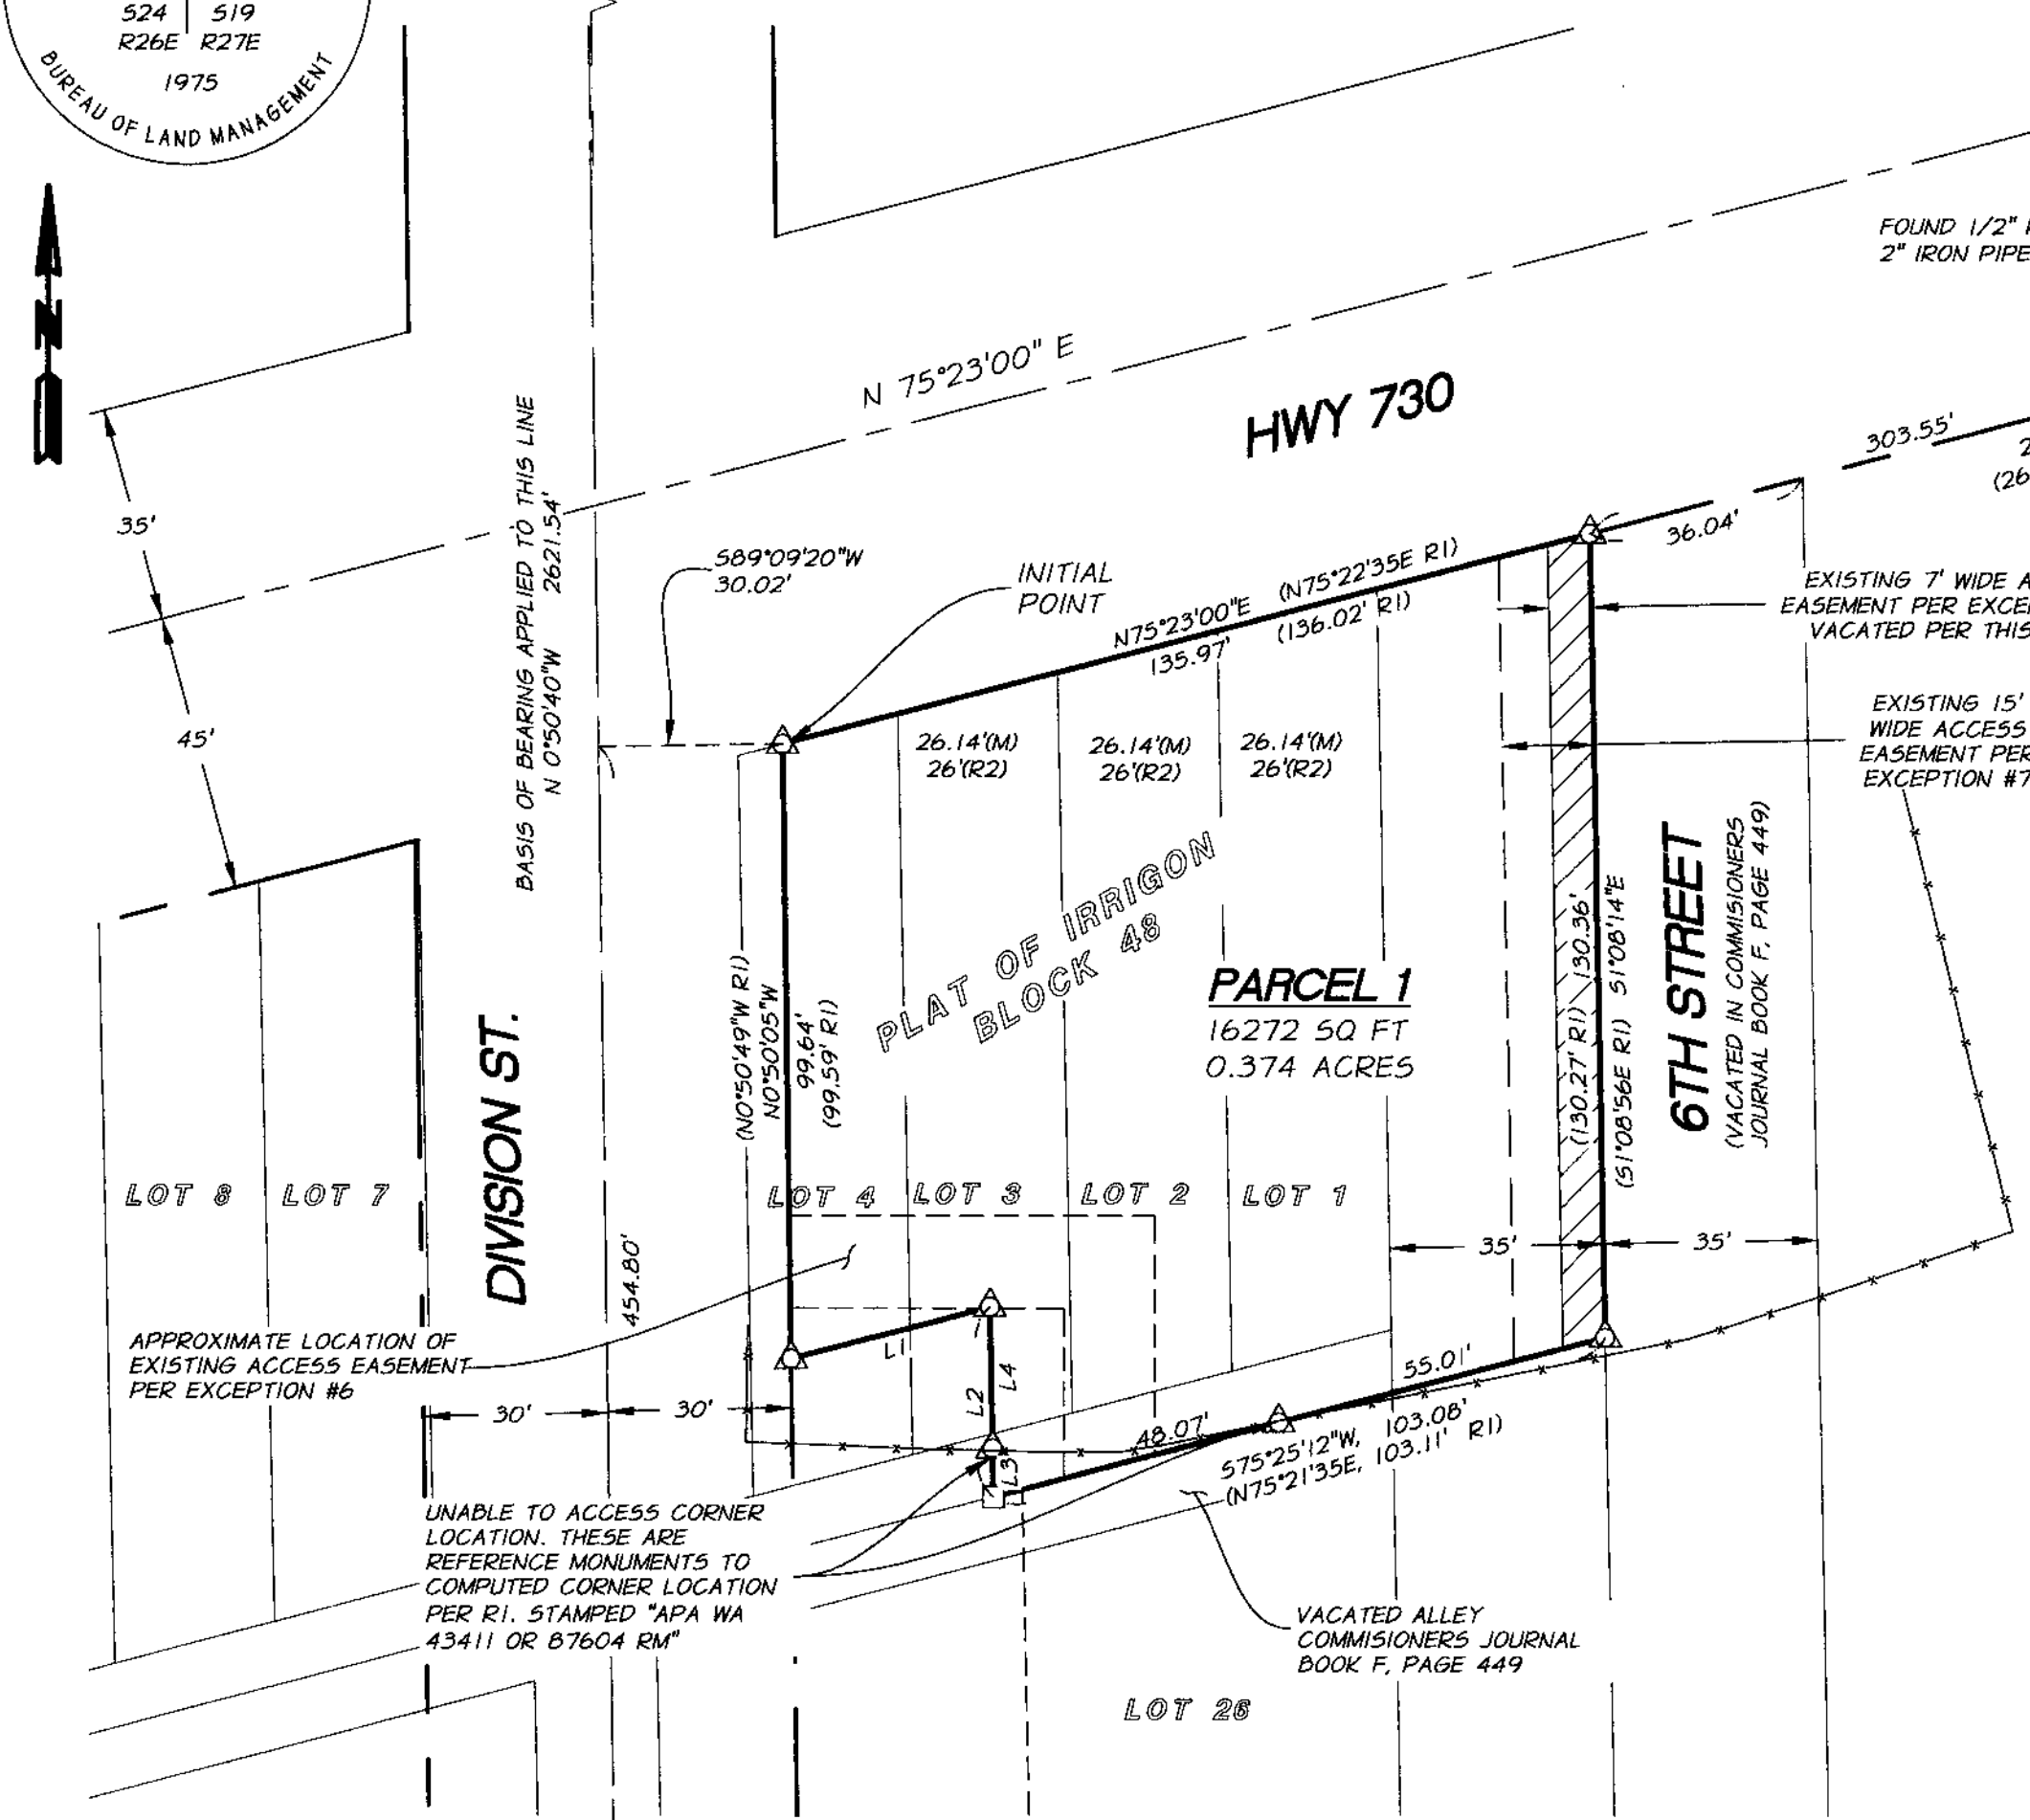 S24 | S19
R26E | R27E
1975
BUREAU OF LAND MANAGEMENT
N
FOUND 1/2"
2" IRON PIPE
N 75°23'00" E
HWY 730
303.55'
(26
36.04'
35'
45'
BASIS OF BEARING APPLIED TO THIS LINE
N 0°50'40"W 2621.54'
S89°09'20"W
30.02'
INITIAL
POINT
N75°23'00"E (N75°22'35E R1)
135.97' (136.02' R1)
EXISTING 7' WIDE A
EASEMENT PER EXCE
VACATED PER THIS
EXISTING 15'
WIDE ACCESS
EASEMENT PER
EXCEPTION #7
26.14'(M)
26'(R2)
26.14'(M)
26'(R2)
26.14'(M)
26'(R2)
PLAT OF IRRIGON
BLOCK 48
PARCEL 1
16272 SQ FT
0.374 ACRES
(N0°50'49"W R1)
N0°50'05"W
99.64'
(99.59' R1)
(130.27' R1) 130.36'
(S1°08'56E R1) S1°08'14"E
6TH STREET
(VACATED IN COMMISIONERS
JOURNAL BOOK F, PAGE 449)
DIVISION ST.
454.80'
LOT 8
LOT 7
LOT 4
LOT 3
LOT 2
LOT 1
35'
35'
APPROXIMATE LOCATION OF
EXISTING ACCESS EASEMENT
PER EXCEPTION #6
30'
30'
L1
L2
L4
L3
48.07'
55.01'
S75°25'12"W, 103.08'
(N75°21'35E, 103.11' R1)
UNABLE TO ACCESS CORNER
LOCATION. THESE ARE
REFERENCE MONUMENTS TO
COMPUTED CORNER LOCATION
PER R1. STAMPED "APA WA
43411 OR 87604 RM"
VACATED ALLEY
COMMISIONERS JOURNAL
BOOK F, PAGE 449
LOT 26